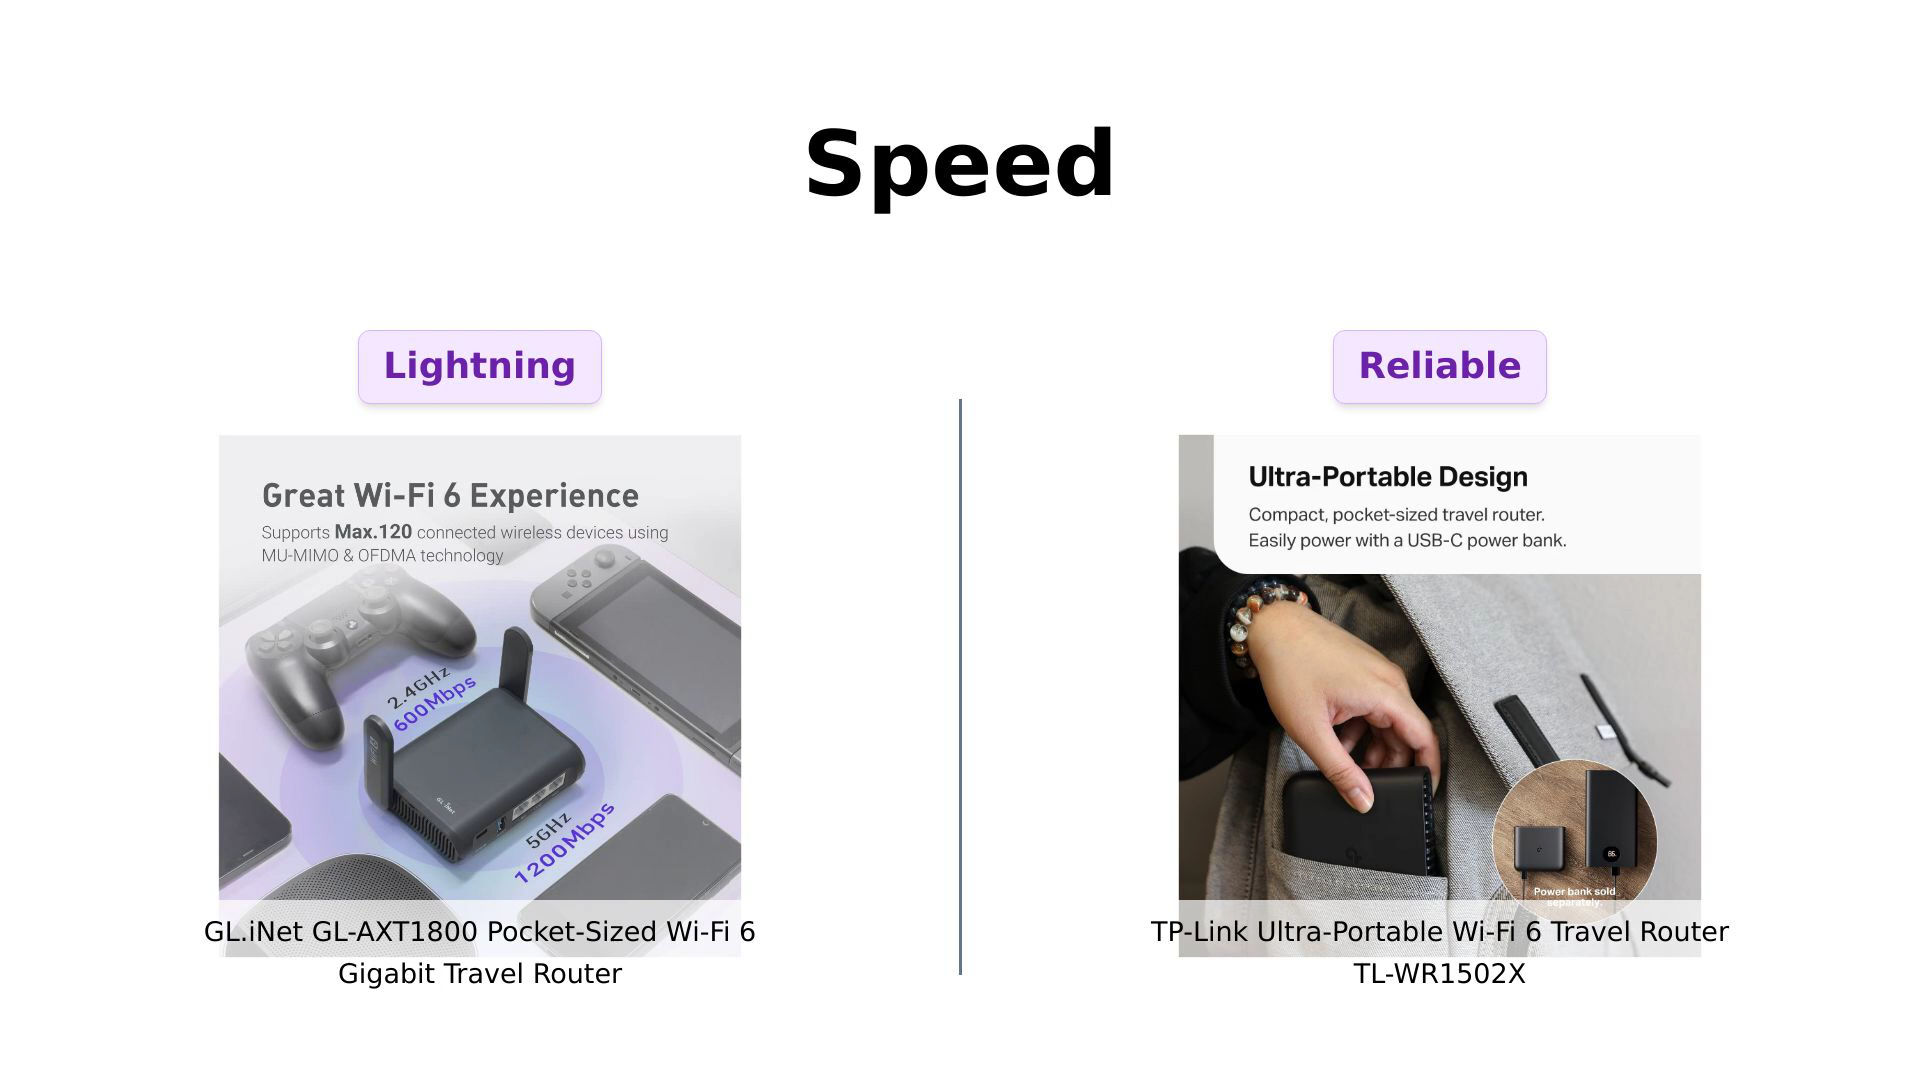 Speed
Lightning
Reliable
Great Wi-Fi 6 Experience
Supports Max.120 connected wireless devices using
MU-MIMO & OFDMA technology
2.4GHz
600Mbps
5GHz
1200Mbps
GL.iNet
GL.iNet GL-AXT1800 Pocket-Sized Wi-Fi 6
Gigabit Travel Router
Ultra-Portable Design
Compact, pocket-sized travel router.
Easily power with a USB-C power bank.
Power bank sold
separately.
TP-Link Ultra-Portable Wi-Fi 6 Travel Router
TL-WR1502X